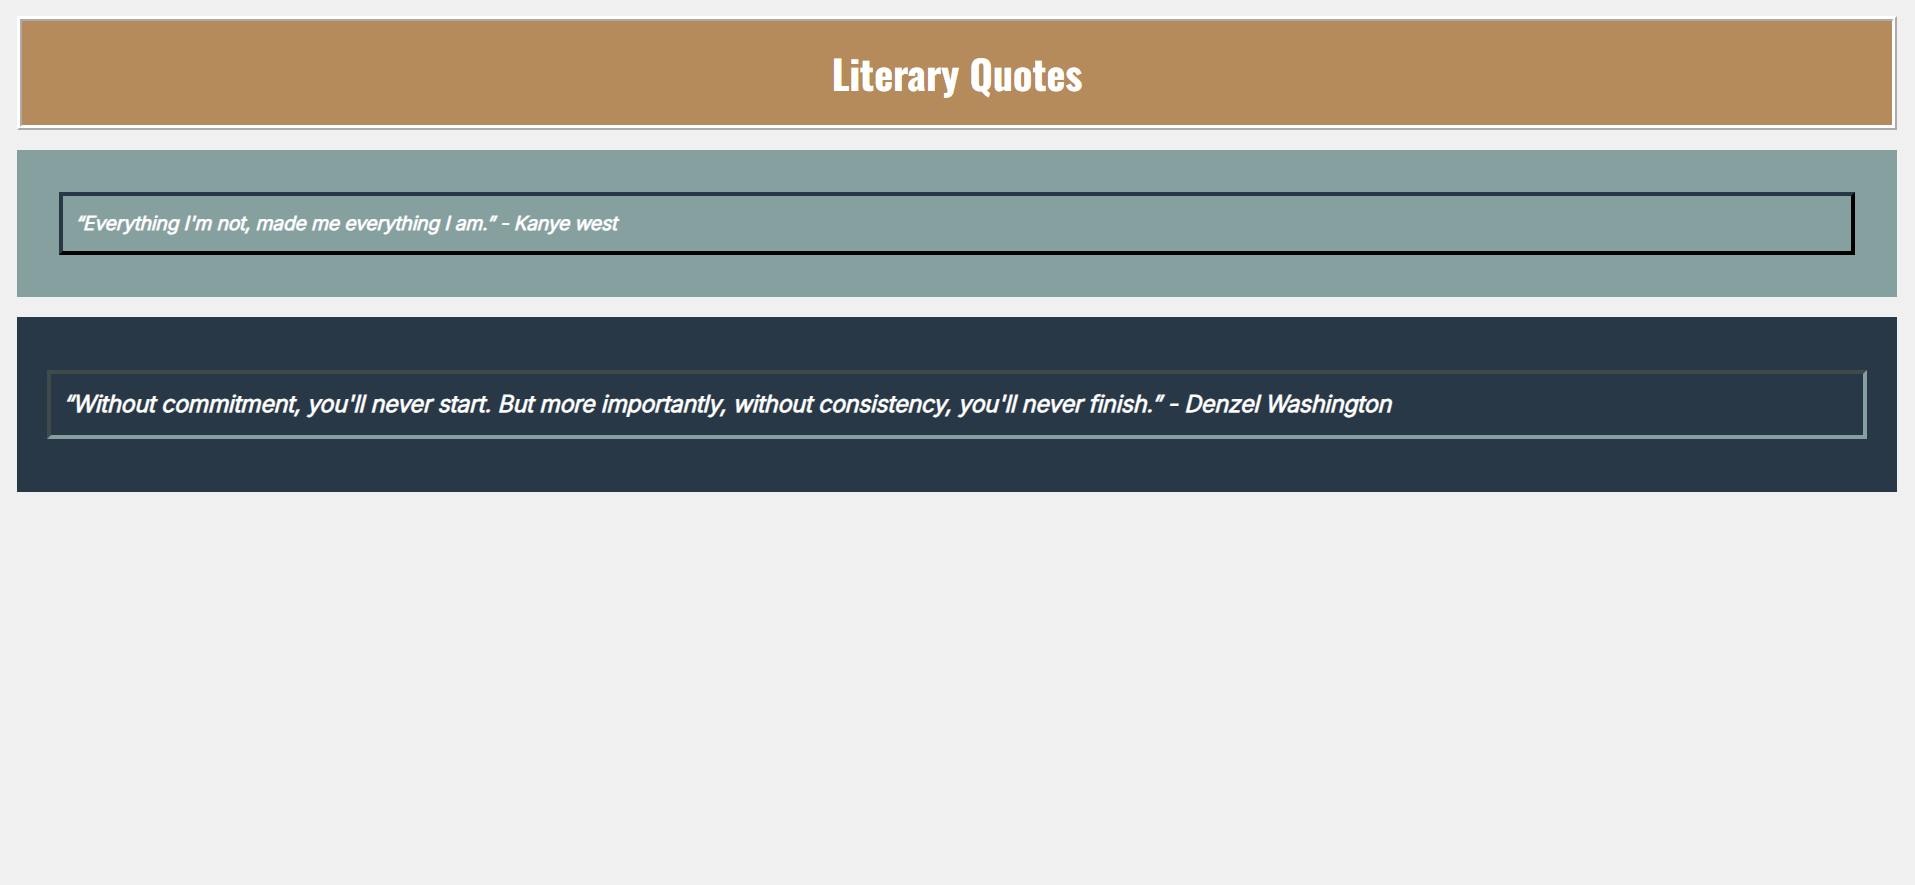 Literary Quotes
“Everything I'm not, made me everything I am.” - Kanye west
“Without commitment, you'll never start. But more importantly, without consistency, you'll never finish.” - Denzel Washington